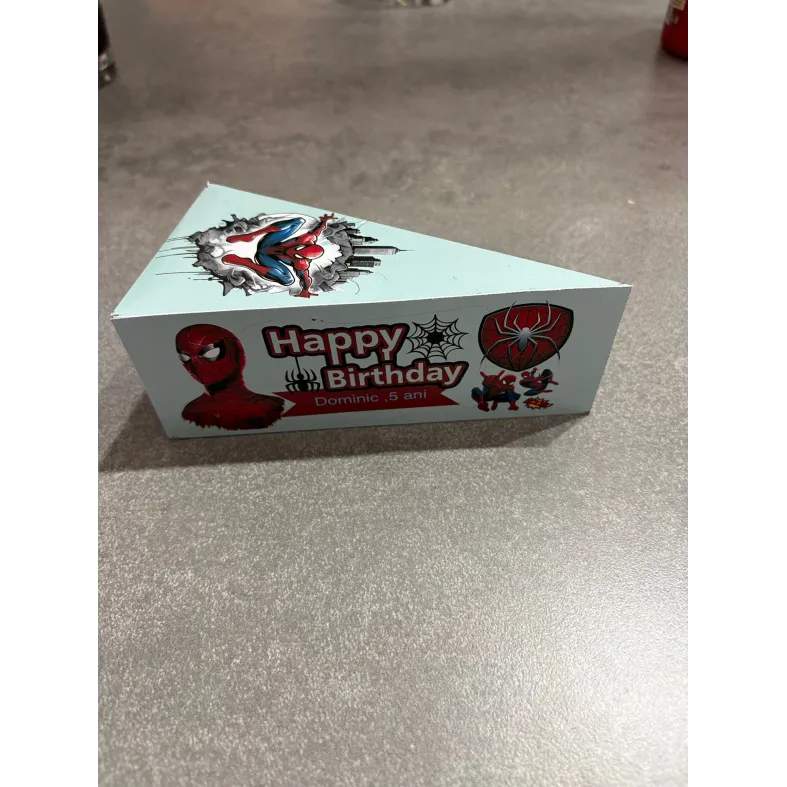 Happy
Birthday
Dominic ,5 ani